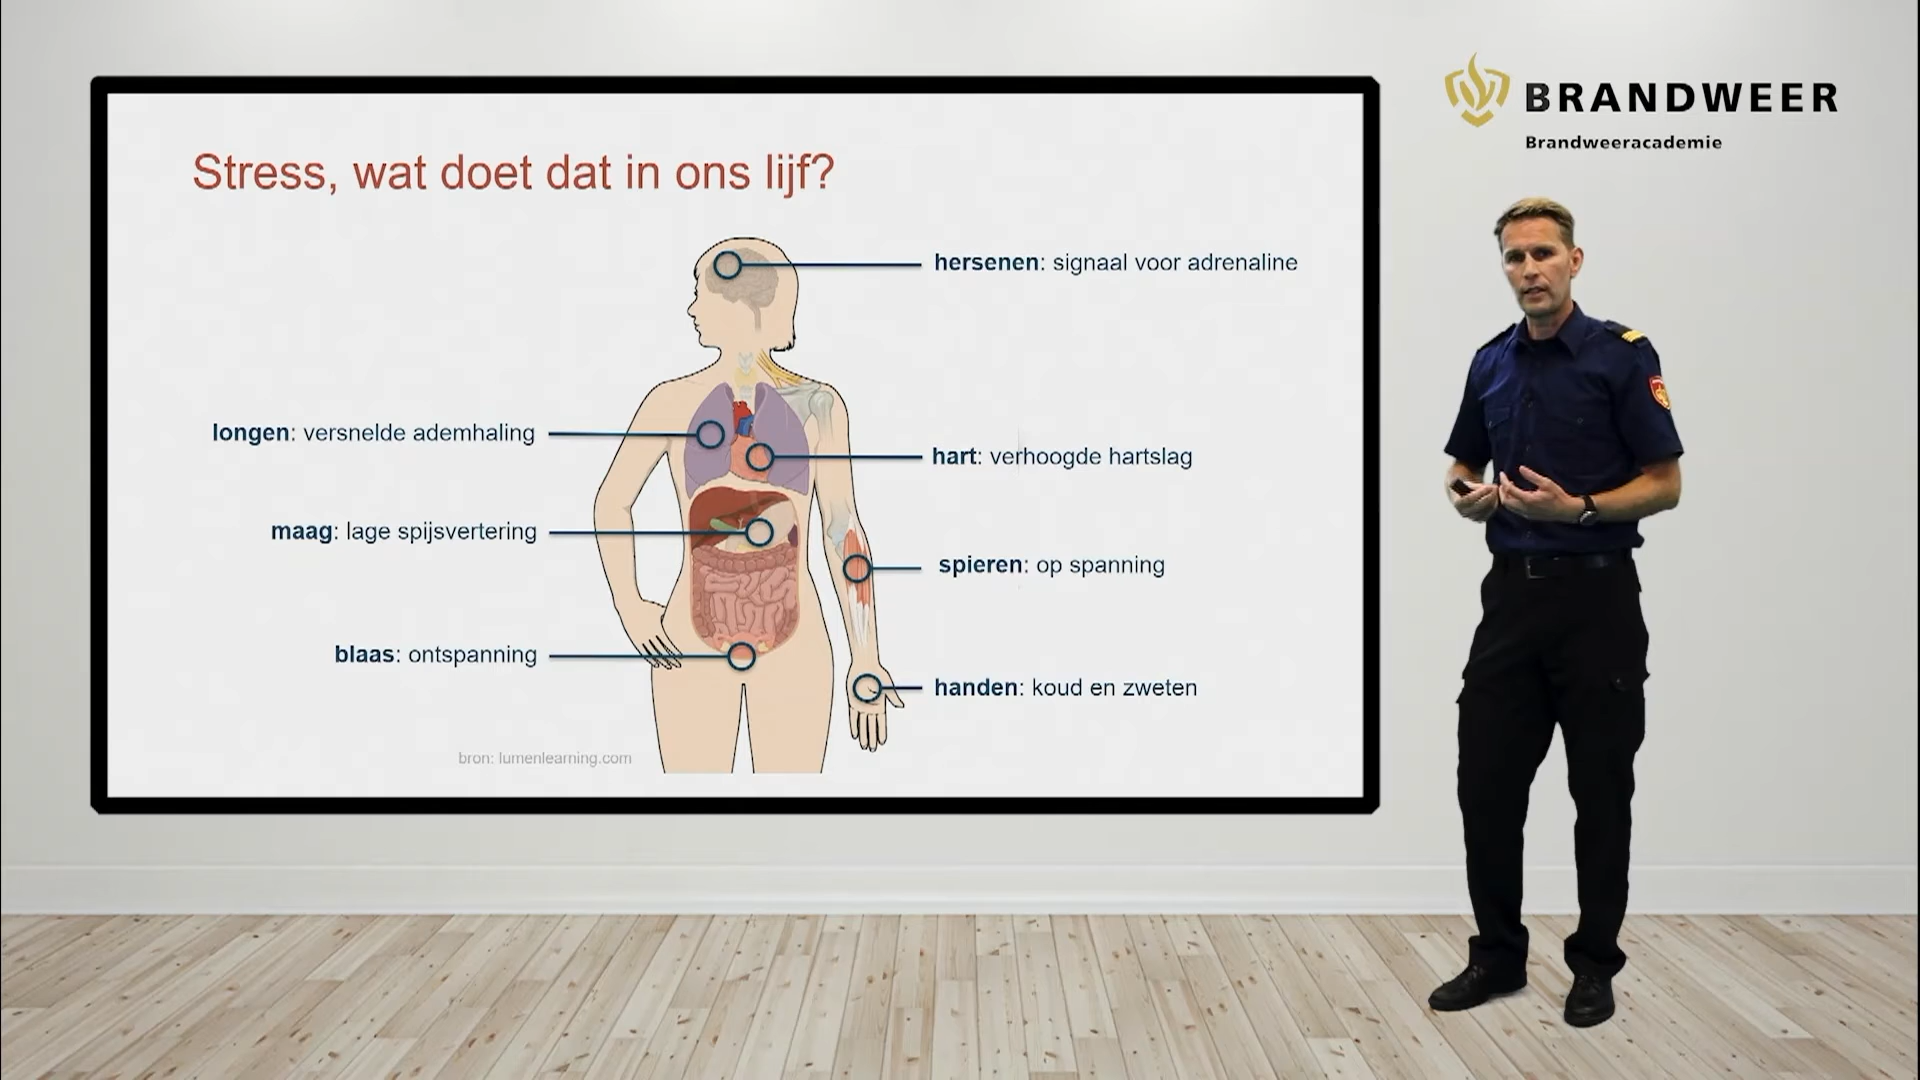 BRANDWEER
Brandweeracademie
Stress, wat doet dat in ons lijf?
hersenen: signaal voor adrenaline
longen: versnelde ademhaling
hart: verhoogde hartslag
maag: lage spijsvertering
spieren: op spanning
blaas: ontspanning
handen: koud en zweten
bron: lumenlearning.com